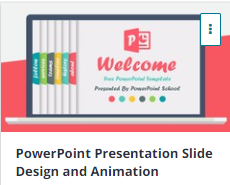 Welcome
Free PowerPoint Template
Presented By PowerPoint School
PowerPoint Presentation Slide
Design and Animation